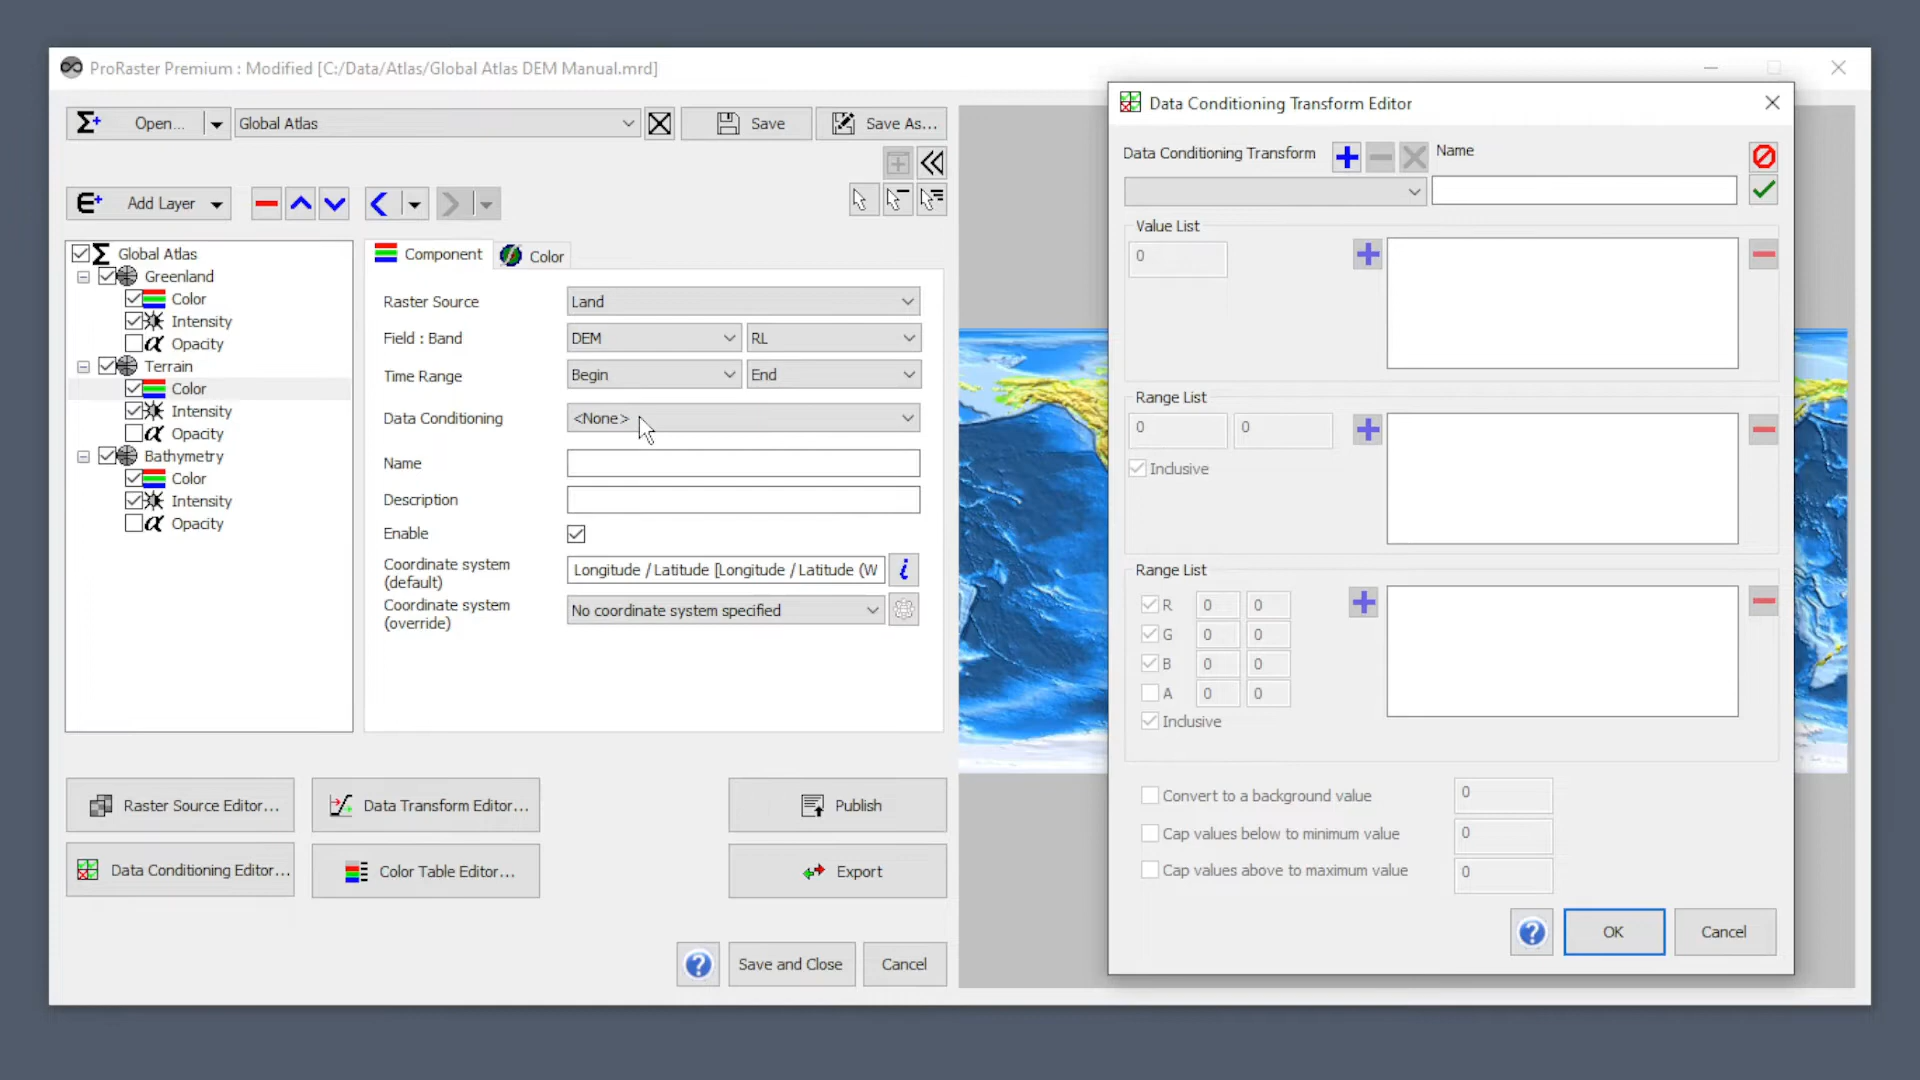 ProRaster Premium : Modified [C:/Data/Atlas/Global Atlas DEM Manual.mrd]
Open...
Global Atlas
Save
Save As...
Add Layer
Global Atlas
Greenland
Color
Intensity
Opacity
Terrain
Color
Intensity
Opacity
Bathymetry
Color
Intensity
Opacity
Component
Color
Raster Source
Land
Field : Band
DEM
RL
Time Range
Begin
End
Data Conditioning
<None>
Name
Description
Enable
Coordinate system
(default)
Longitude / Latitude [Longitude / Latitude (W
Coordinate system
(override)
No coordinate system specified
Raster Source Editor...
Data Transform Editor...
Publish
Data Conditioning Editor...
Color Table Editor...
Export
Save and Close
Cancel
Data Conditioning Transform Editor
Data Conditioning Transform
Name
Value List
0
Range List
0
0
Inclusive
Range List
R
0
0
G
0
0
B
0
0
A
0
0
Inclusive
Convert to a background value
0
Cap values below to minimum value
0
Cap values above to maximum value
0
OK
Cancel